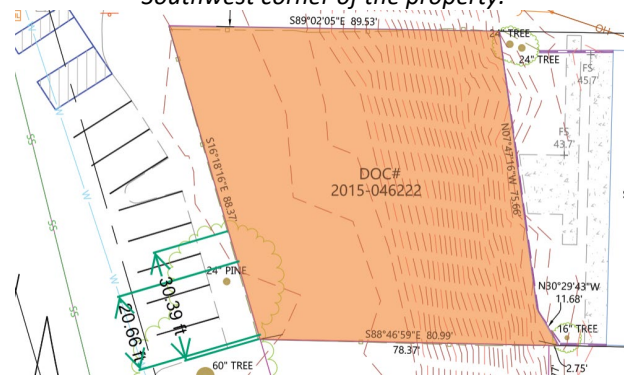 Southwest corner of the property.
S89°02'05"E 89.53'
24" TREE
24" TREE
FS
45.7'
FS
43.7'
SS
W
S16°18'16"E 88.37'
DOC#
2015-046222
N07°47'16"W 75.66'
SS
W
24" PINE
30.39 ft
20.66 ft
N30°29'43"W
11.68'
SS
S88°46'59"E 80.99'
78.37'
16" TREE
60" TREE
2.75'